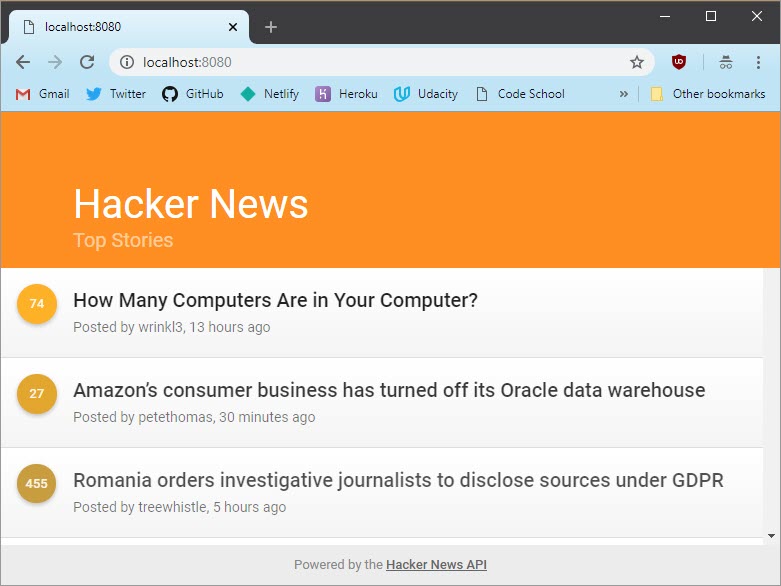 localhost:8080
localhost:8080
Gmail Twitter GitHub Netlify Heroku Udacity Code School » Other bookmarks
Hacker News
Top Stories
74 How Many Computers Are in Your Computer?
Posted by wrinkl3, 13 hours ago
27 Amazon’s consumer business has turned off its Oracle data warehouse
Posted by petethomas, 30 minutes ago
455 Romania orders investigative journalists to disclose sources under GDPR
Posted by treewhistle, 5 hours ago
Powered by the Hacker News API